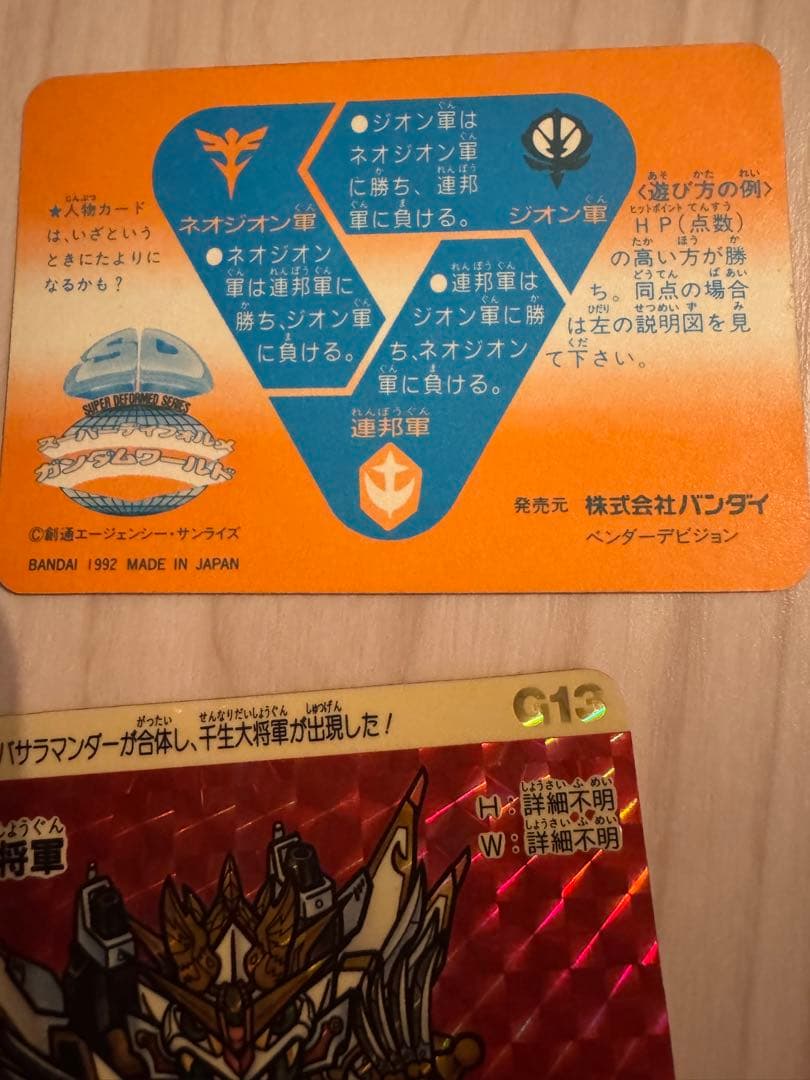 ★人物カード
は、いざという
ときにたよりに
なるかも？
ネオジオン軍
●ネオジオン
軍は連邦軍に
勝ち、ジオン軍
に負ける。
●ジオン軍は
ネオジオン軍
に勝ち、連邦
軍に負ける。
ジオン軍
●連邦軍は
ジオン軍に勝
ち、ネオジオン
軍に負ける。
連邦軍
〈遊び方の例〉
HP(点数)
の高い方が勝
ち。同点の場合
は左の説明図を見
て下さい。
SUPER DEFORMED SERIES
スーパーディフォルメ
ガンダムワールド
©創通エージェンシー・サンライズ
BANDAI 1992 MADE IN JAPAN
発売元 株式会社バンダイ
ベンダーデビジョン
G13
バサラマンダーが合体し、千生大将軍が出現した！
将軍
H:詳細不明
W:詳細不明